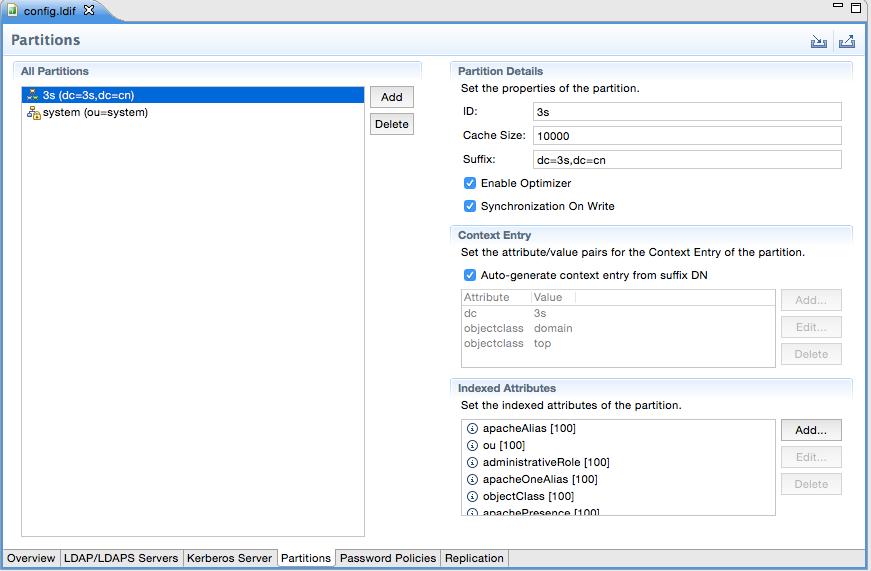 config.ldif
Partitions
All Partitions
3s (dc=3s,dc=cn)
system (ou=system)
Add
Delete
Partition Details
Set the properties of the partition.
ID: 3s
Cache Size: 10000
Suffix: dc=3s,dc=cn
Enable Optimizer
Synchronization On Write
Context Entry
Set the attribute/value pairs for the Context Entry of the partition.
Auto-generate context entry from suffix DN
Attribute Value
dc 3s
objectclass domain
objectclass top
Add...
Edit...
Delete
Indexed Attributes
Set the indexed attributes of the partition.
apacheAlias [100]
ou [100]
administrativeRole [100]
apacheOneAlias [100]
objectClass [100]
apachePresence [100]
Add...
Edit...
Delete
Overview LDAP/LDAPS Servers Kerberos Server Partitions Password Policies Replication